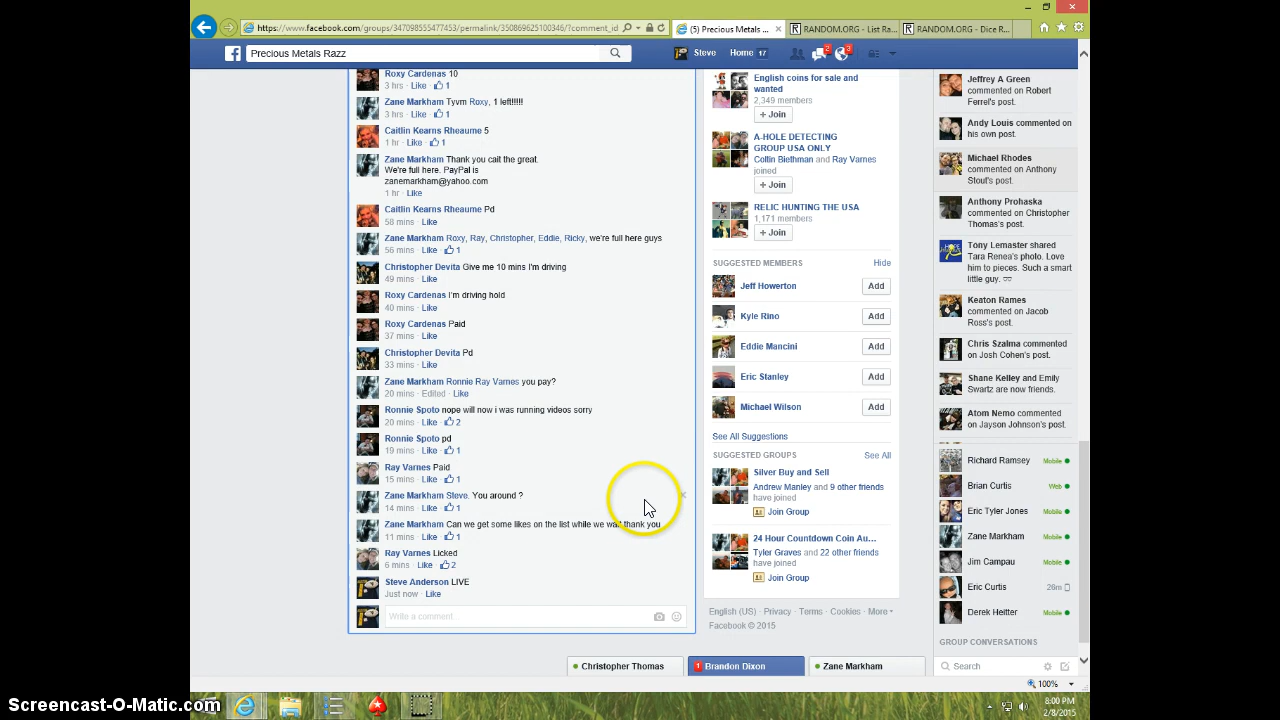 https://www.facebook.com/groups/347098555477453/permalink/350869625100346/?comment_id
(5) Precious Metals ...
RANDOM.ORG - List Ra...
RANDOM.ORG - Dice R...
Precious Metals Razz
Steve
Home 17
2
3
Roxy Cardenas 10
3 hrs · Like · 1
Zane Markham Tyvm Roxy, 1 left!!!!!!
3 hrs · Like · 1
Caitlin Kearns Rheaume 5
1 hr · Like · 1
Zane Markham Thank you cait the great.
We're full here. PayPal is
zanemarkham@yahoo.com
1 hr · Like
Caitlin Kearns Rheaume Pd
58 mins · Like
Zane Markham Roxy, Ray, Christopher, Eddie, Ricky, we're full here guys
56 mins · Like · 1
Christopher Devita Give me 10 mins I'm driving
49 mins · Like
Roxy Cardenas I'm driving hold
40 mins · Like
Roxy Cardenas Paid
37 mins · Like
Christopher Devita Pd
33 mins · Like
Zane Markham Ronnie Ray Varnes you pay?
20 mins · Edited · Like
Ronnie Spoto nope will now i was running videos sorry
20 mins · Like · 2
Ronnie Spoto pd
19 mins · Like · 1
Ray Varnes Paid
15 mins · Like · 1
Zane Markham Steve. You around ?
14 mins · Like · 1
Zane Markham Can we get some likes on the list while we wait thank you
11 mins · Like · 1
Ray Varnes Licked
6 mins · Like · 2
Steve Anderson LIVE
Just now · Like
Write a comment...
English coins for sale and
wanted
2,349 members
+ Join
A-HOLE DETECTING
GROUP USA ONLY
Collin Biethman and Ray Varnes
joined
+ Join
RELIC HUNTING THE USA
1,171 members
+ Join
SUGGESTED MEMBERS Hide
Jeff Howerton Add
Kyle Rino Add
Eddie Mancini Add
Eric Stanley Add
Michael Wilson Add
See All Suggestions
SUGGESTED GROUPS See All
Silver Buy and Sell
Andrew Manley and 9 other friends
have joined
Join Group
24 Hour Countdown Coin Au...
Tyler Graves and 22 other friends
have joined
Join Group
English (US) · Privacy · Terms · Cookies · More
Facebook © 2015
Jeffrey A Green
commented on Robert
Ferrel's post.
Andy Louis commented on
his own post.
Michael Rhodes
commented on Anthony
Stoul's post.
Anthony Prohaska
commented on Christopher
Thomas's post.
Tony Lemaster shared
Tara Renea's photo. Love
him to pieces. Such a smart
little guy.
Keaton Rames
commented on Jacob
Ross's post.
Chris Szalma commented
on Josh Cohen's post.
Shane Kelley and Emily
Swartz are now friends.
Atom Nemo commented
on Jayson Johnson's post.
Richard Ramsey Mobile
Brian Curtis Web
Eric Tyler Jones Mobile
Zane Markham Mobile
Jim Campau Mobile
Eric Curtis 26m
Derek Heitter Mobile
GROUP CONVERSATIONS
Search
Christopher Thomas
1 Brandon Dixon
Zane Markham
100%
Screencast-O-Matic.com
8:00 PM
2/8/2015